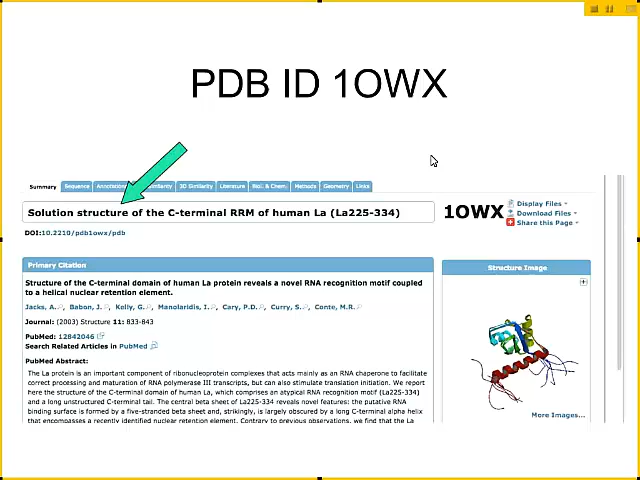 PDB ID 1OWX
Summary Sequence Annotations Similarity 3D Similarity Literature Biol. & Chem. Methods Geometry Links
Solution structure of the C-terminal RRM of human La (La225-334)
1OWX
Display Files
Download Files
Share this Page
DOI:10.2210/pdb1owx/pdb
Primary Citation
Structure of the C-terminal domain of human La protein reveals a novel RNA recognition motif coupled
to a helical nuclear retention element.
Jacks, A., Babon, J., Kelly, G., Manolaridis, I., Cary, P.D., Curry, S., Conte, M.R.
Journal: (2003) Structure 11: 833-843
PubMed: 12842046
Search Related Articles in PubMed
PubMed Abstract:
The La protein is an important component of ribonucleoprotein complexes that acts mainly as an RNA chaperone to facilitate
correct processing and maturation of RNA polymerase III transcripts, but can also stimulate translation initiation. We report
here the structure of the C-terminal domain of human La, which comprises an atypical RNA recognition motif (La225-334)
and a long unstructured C-terminal tail. The central beta sheet of La225-334 reveals novel features: the putative RNA
binding surface is formed by a five-stranded beta sheet and, strikingly, is largely obscured by a long C-terminal alpha helix
that encompasses a recently identified nuclear retention element. Contrary to previous observations, we find that the La
Structure Image
More Images...